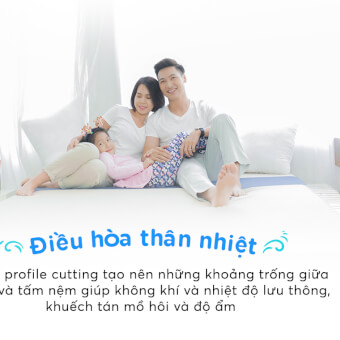 Điều hòa thân nhiệt
profile cutting tạo nên những khoảng trống giữa
và tấm nệm giúp không khí và nhiệt độ lưu thông,
khuếch tán mồ hôi và độ ẩm